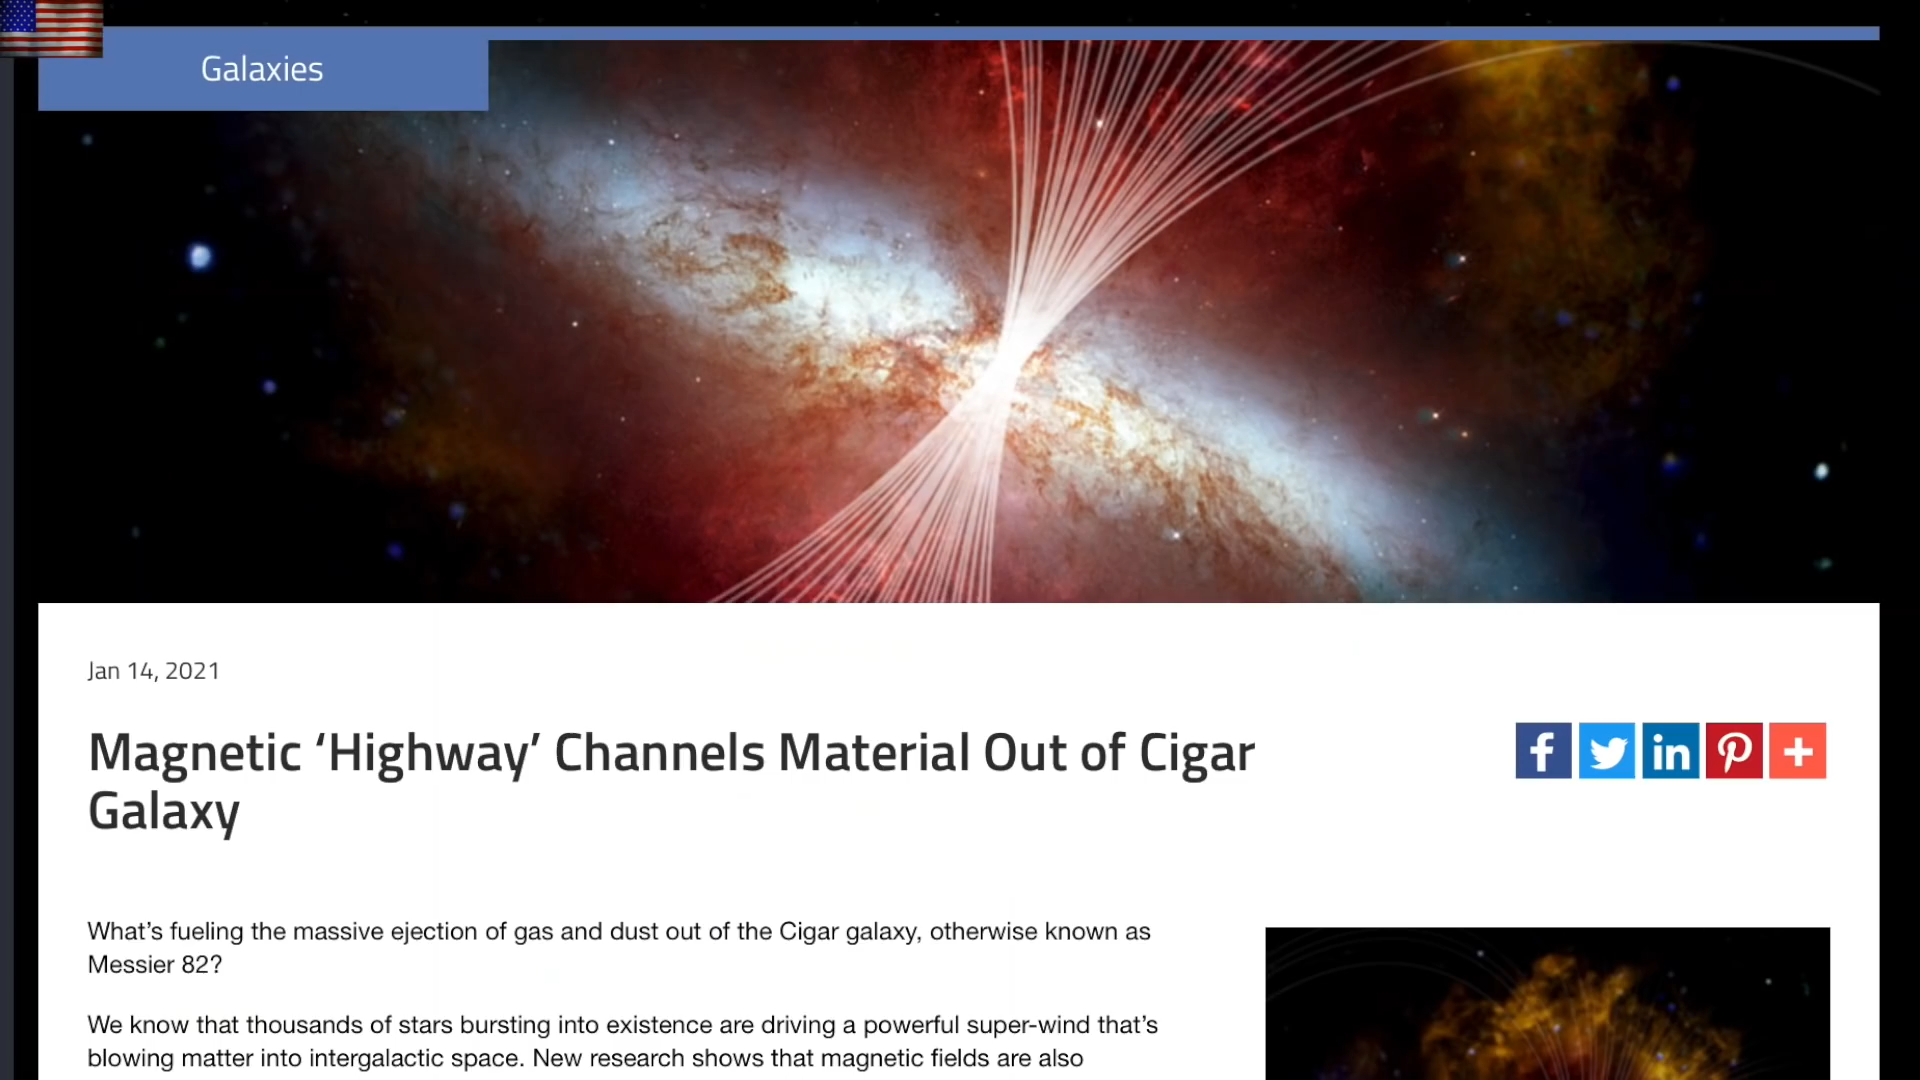 Galaxies
Jan 14, 2021
Magnetic ‘Highway’ Channels Material Out of Cigar
Galaxy
What’s fueling the massive ejection of gas and dust out of the Cigar galaxy, otherwise known as
Messier 82?
We know that thousands of stars bursting into existence are driving a powerful super-wind that’s
blowing matter into intergalactic space. New research shows that magnetic fields are also